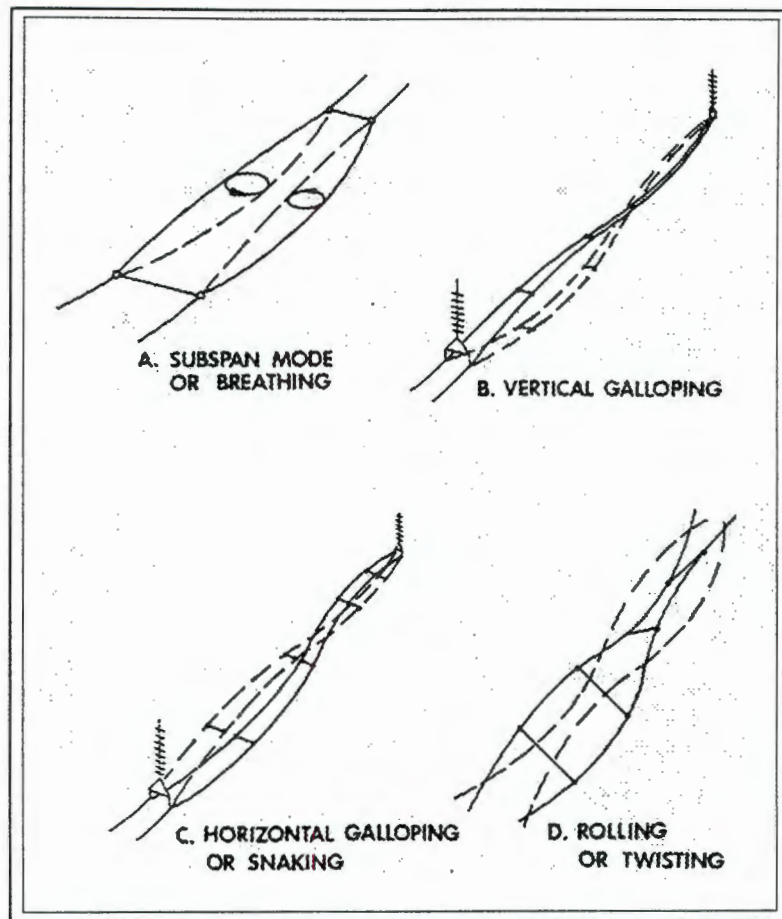 A. SUBSPAN MODE
OR BREATHING
B. VERTICAL GALLOPING
C. HORIZONTAL GALLOPING
OR SNAKING
D. ROLLING
OR TWISTING